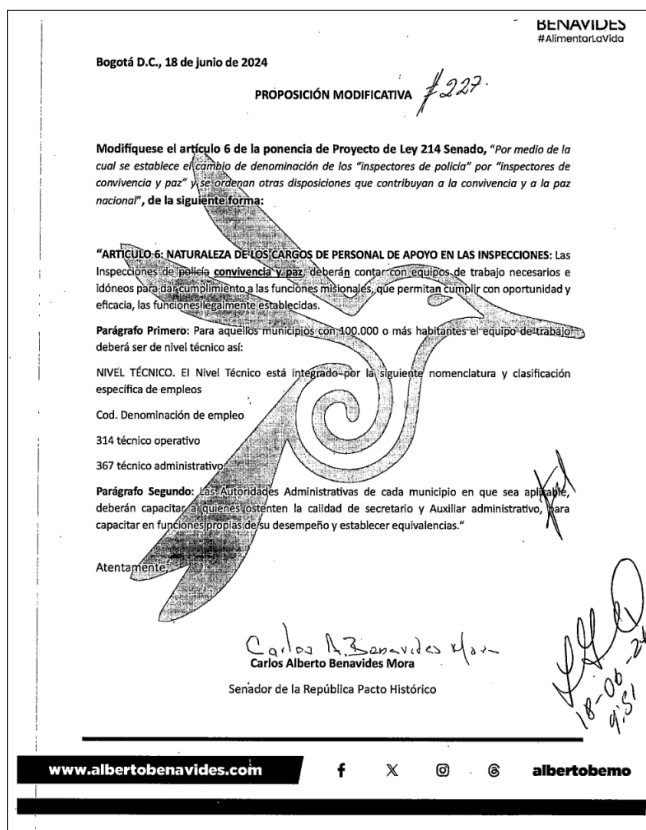 BENAVIDES
#AlimentarLaVida
Bogotá D.C., 18 de junio de 2024
PROPOSICIÓN MODIFICATIVA #227.
Modifíquese el artículo 6 de la ponencia de Proyecto de Ley 214 Senado, "Por medio de la
cual se establece el cambio de denominación de los "inspectores de policía" por "inspectores de
convivencia y paz" y se ordenan otras disposiciones que contribuyan a la convivencia y a la paz
nacional", de la siguiente forma:
"ARTÍCULO 6: NATURALEZA DE LOS CARGOS DE PERSONAL DE APOYO EN LAS INSPECCIONES: Las
Inspecciones de policía convivencia y paz, deberán contar con equipos de trabajo necesarios e
idóneos para dar cumplimiento a las funciones misionales, que permitan cumplir con oportunidad y
eficacia, las funciones legalmente establecidas.
Parágrafo Primero: Para aquellos municipios con 100.000 o más habitantes el equipo de trabajo
deberá ser de nivel técnico así:
NIVEL TÉCNICO. El Nivel Técnico está integrado por la siguiente nomenclatura y clasificación
específica de empleos
Cod. Denominación de empleo
314 técnico operativo
367 técnico administrativo
Parágrafo Segundo: Las Autoridades Administrativas de cada municipio en que sea aplicable,
deberán capacitar a quienes ostenten la calidad de secretario y Auxiliar administrativo, para
capacitar en funciones propias de su desempeño y establecer equivalencias."
Atentamente,
Carlos A. Benavides Mora
Carlos Alberto Benavides Mora
Senador de la República Pacto Histórico
18-06-24
9:51
www.albertobenavides.com albertobemo